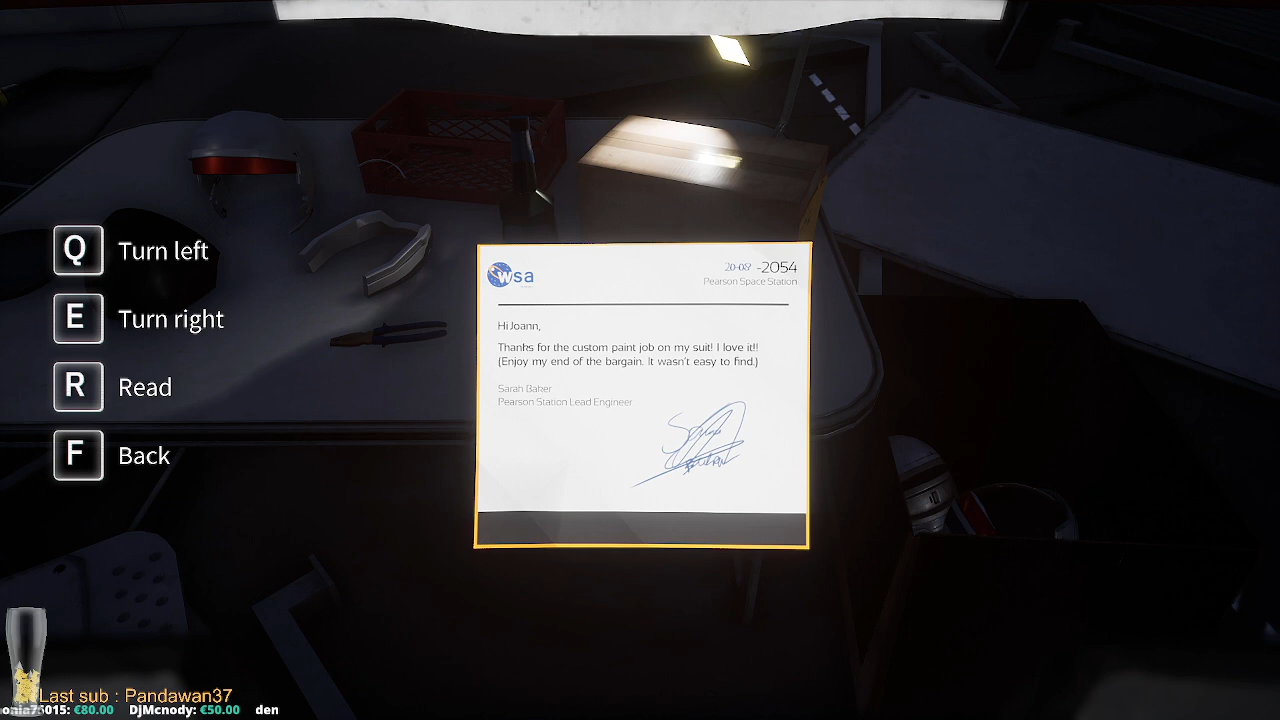 Q Turn left
E Turn right
R Read
F Back
wsa
20-08 -2054
Pearson Space Station
Hi Joann,
Thanks for the custom paint job on my suit! I love it!!
(Enjoy my end of the bargain. It wasn't easy to find.)
Sarah Baker
Pearson Station Lead Engineer
Last sub : Pandawan37
onia75015: €80.00 DjMcnody: €50.00 den